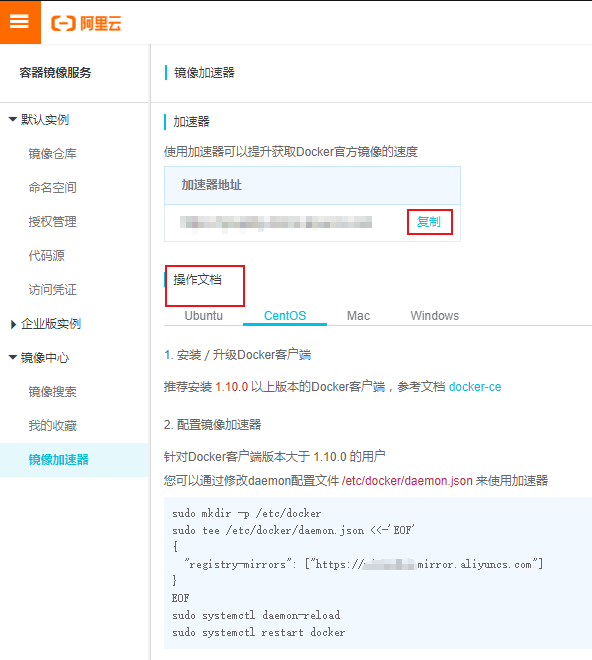 阿里云
容器镜像服务
默认实例
镜像仓库
命名空间
授权管理
代码源
访问凭证
企业版实例
镜像中心
镜像搜索
我的收藏
镜像加速器
镜像加速器
加速器
使用加速器可以提升获取Docker官方镜像的速度
加速器地址
复制
操作文档
Ubuntu CentOS Mac Windows
1. 安装 / 升级Docker客户端
推荐安装 1.10.0 以上版本的Docker客户端，参考文档 docker-ce
2. 配置镜像加速器
针对Docker客户端版本大于 1.10.0 的用户
您可以通过修改daemon配置文件 /etc/docker/daemon.json 来使用加速器
sudo mkdir -p /etc/docker
sudo tee /etc/docker/daemon.json <<-'EOF'
{
"registry-mirrors": ["https:// mirror.aliyuncs.com"]
}
EOF
sudo systemctl daemon-reload
sudo systemctl restart docker